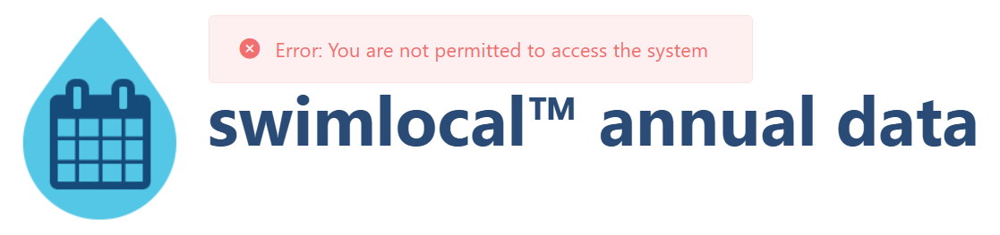 Error: You are not permitted to access the system
swimlocal™ annual data